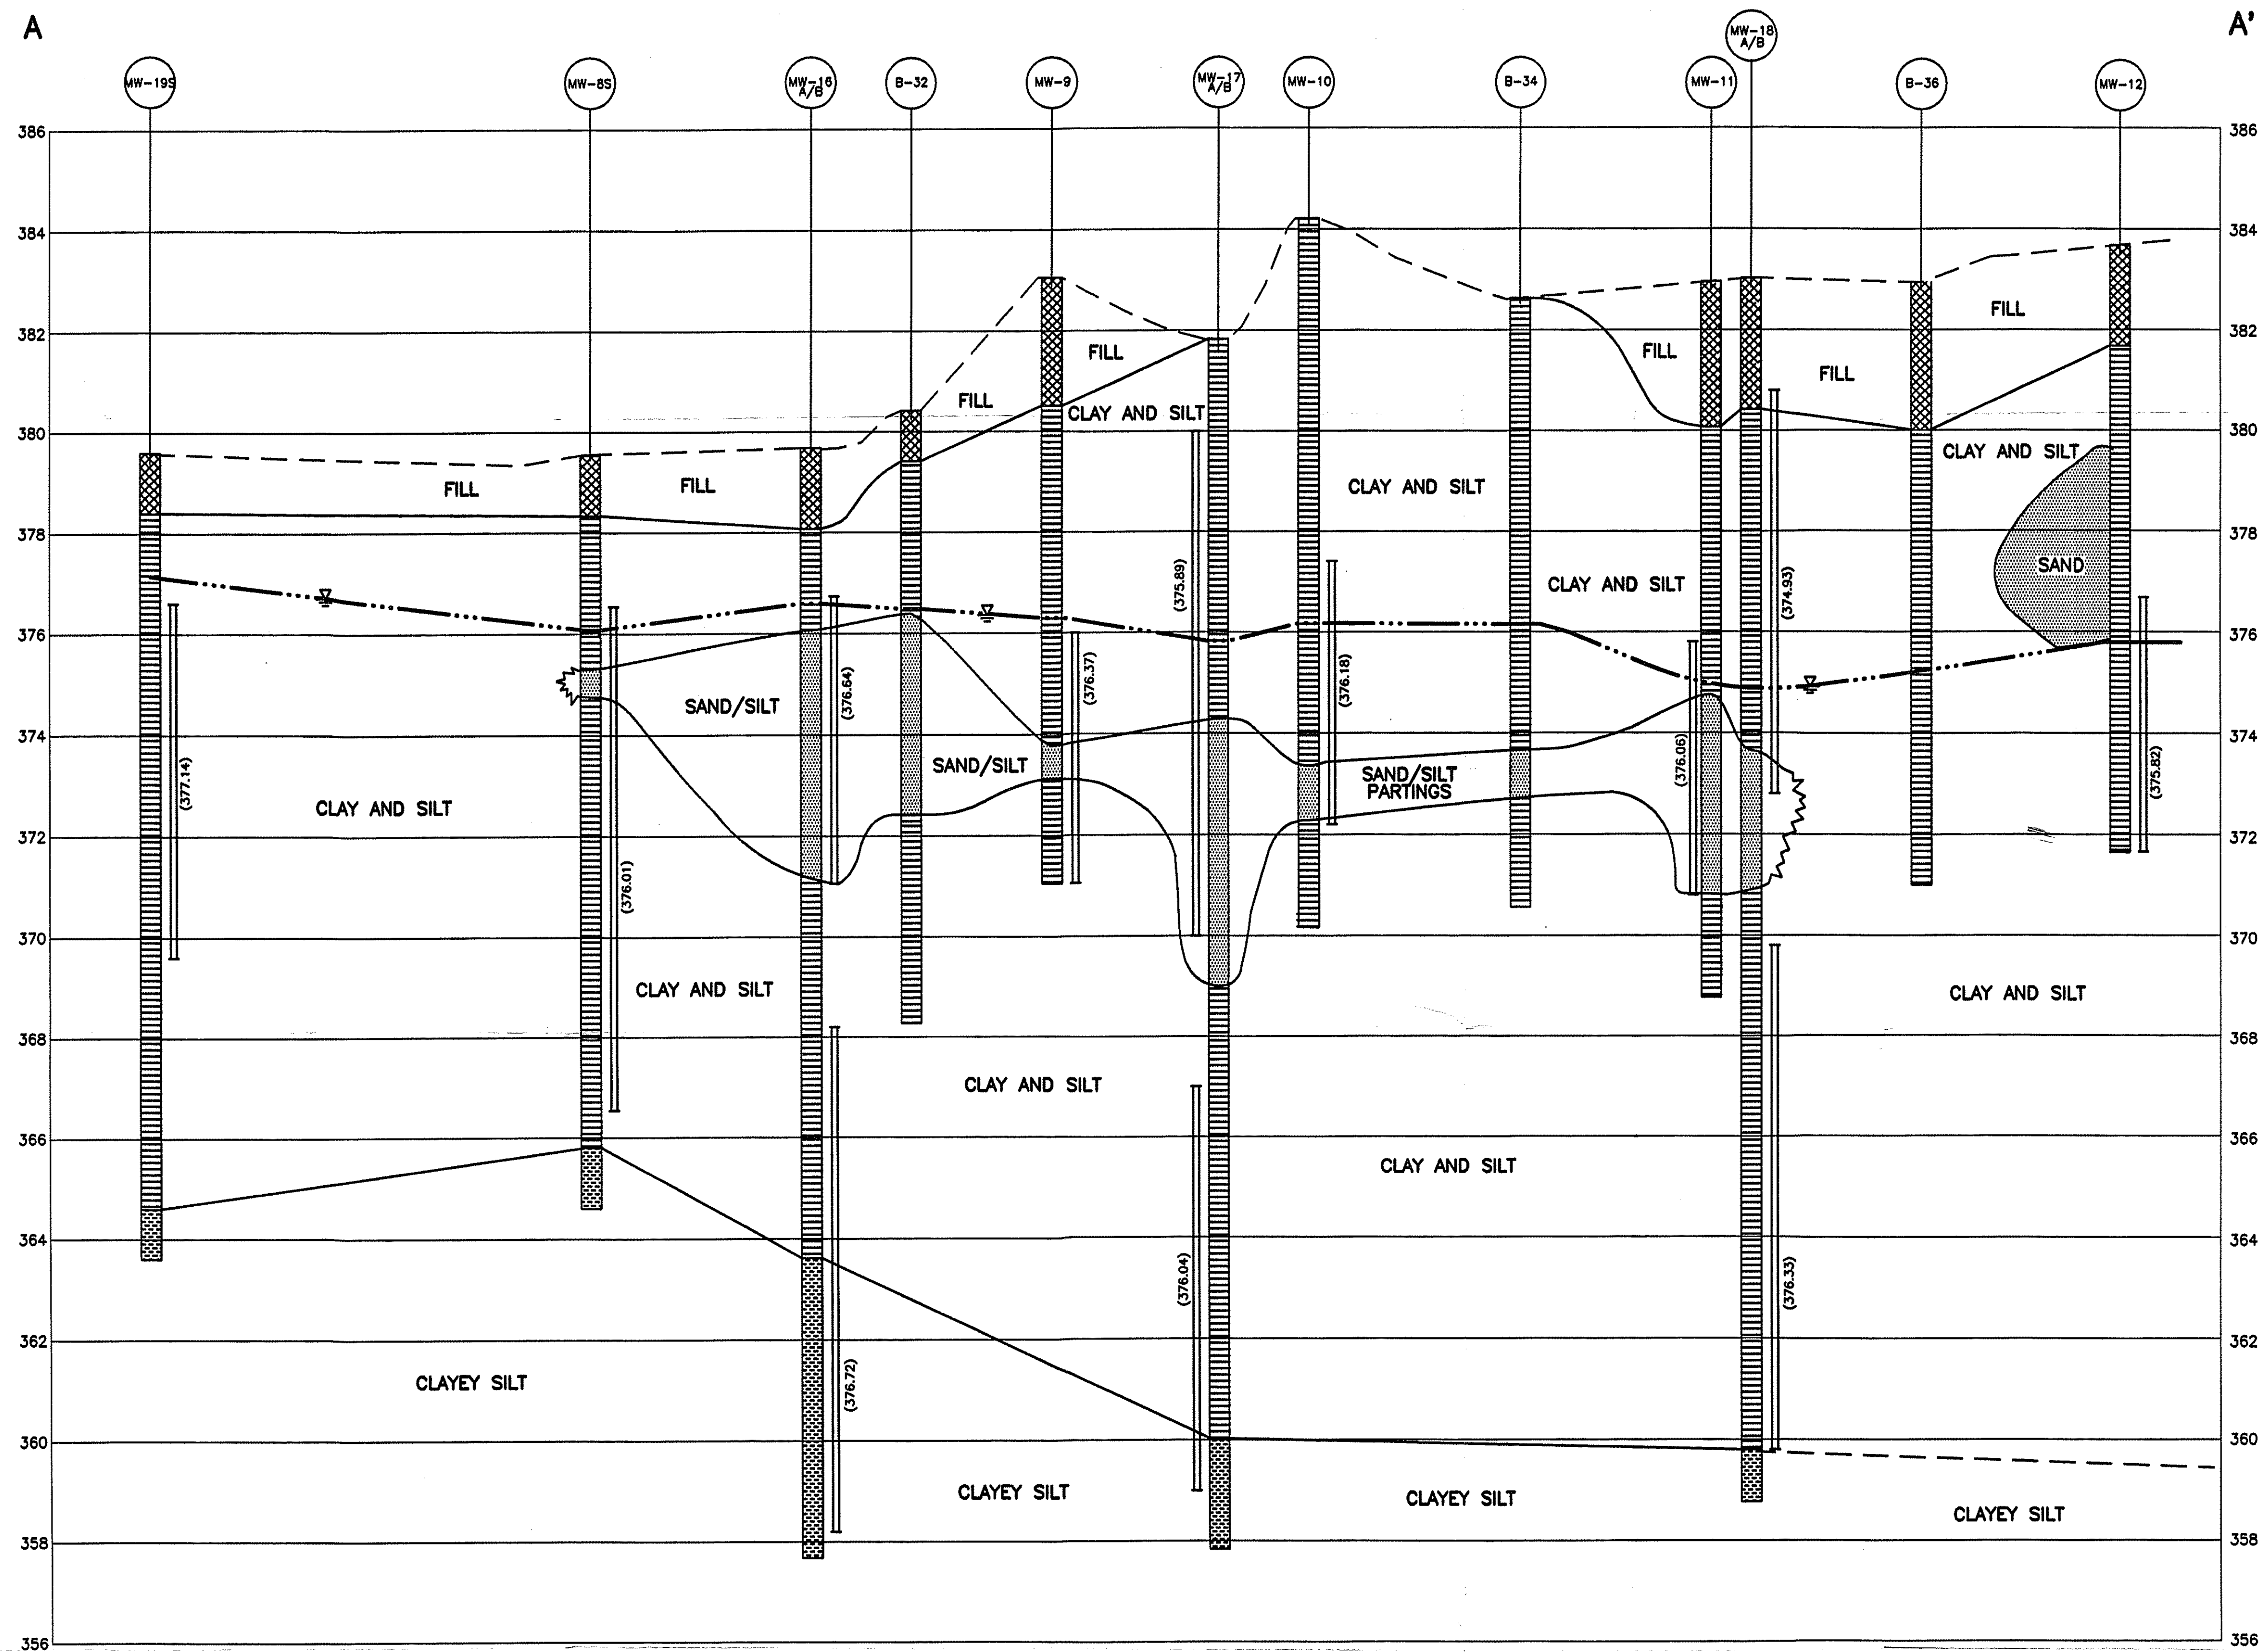 A
A'
MW-19S
MW-8S
MW-16
A/B
B-32
MW-9
MW-17
A/B
MW-10
B-34
MW-11
MW-18
A/B
B-36
MW-12
386
386
384
384
382
382
380
380
378
378
376
376
374
374
372
372
370
370
368
368
366
366
364
364
362
362
360
360
358
358
356
356
FILL
FILL
FILL
FILL
FILL
FILL
FILL
CLAY AND SILT
CLAY AND SILT
CLAY AND SILT
CLAY AND SILT
SAND
SAND/SILT
SAND/SILT
SAND/SILT
PARTINGS
CLAY AND SILT
CLAY AND SILT
CLAY AND SILT
CLAY AND SILT
CLAY AND SILT
CLAYEY SILT
CLAYEY SILT
CLAYEY SILT
CLAYEY SILT
(377.14)
(376.01)
(376.64)
(376.72)
(376.37)
(375.89)
(376.04)
(376.18)
(376.06)
(374.93)
(376.33)
(375.82)